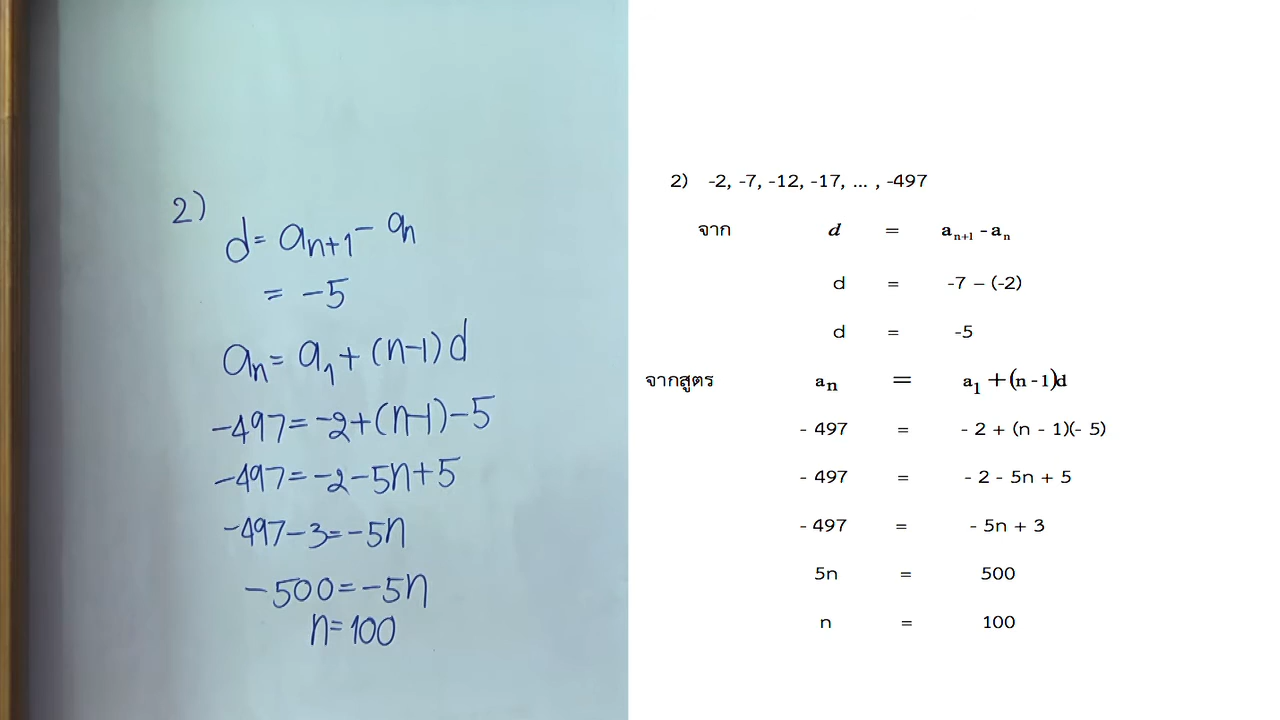 2)
d = aₙ₊₁ - aₙ
= -5
aₙ = a₁ + (n-1) d
-497 = -2 + (n-1) -5
-497 = -2 - 5n + 5
-497 - 3 = -5n
-500 = -5n
n = 100
2) -2, -7, -12, -17, ... , -497
จาก d = aₙ₊₁ - aₙ
d = -7 – (-2)
d = -5
จากสูตร aₙ = a₁ + (n - 1)d
- 497 = - 2 + (n - 1)(- 5)
- 497 = - 2 - 5n + 5
- 497 = - 5n + 3
5n = 500
n = 100